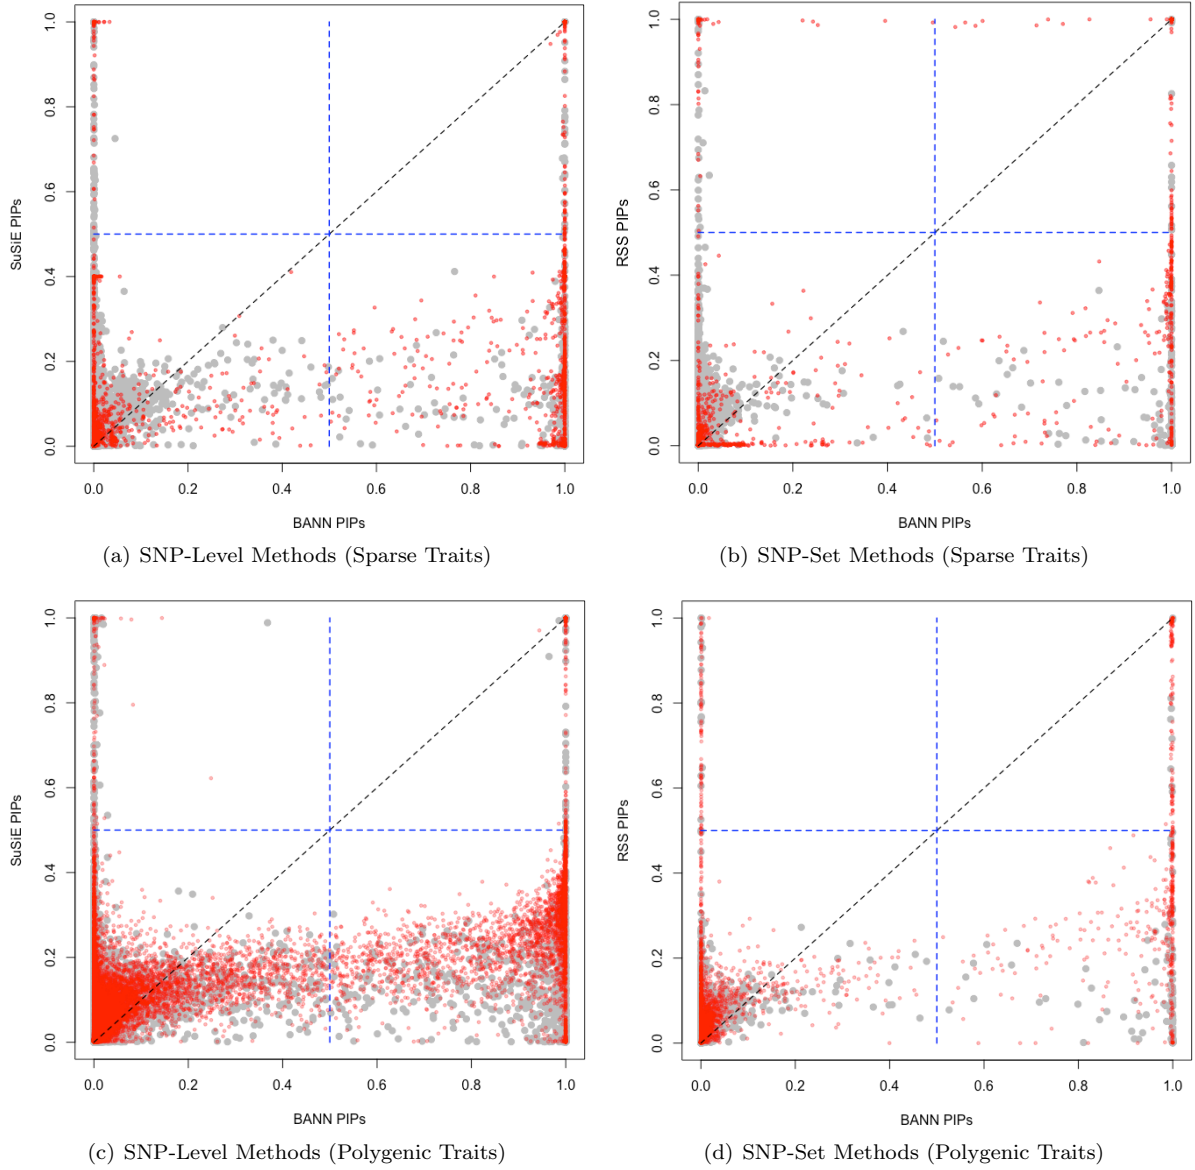 1.0
0.8
0.6
0.4
0.2
0.0
SuSiE PIPs
0.0 0.2 0.4 0.6 0.8 1.0
BANN PIPs
(a) SNP-Level Methods (Sparse Traits)
1.0
0.8
0.6
0.4
0.2
0.0
RSS PIPs
0.0 0.2 0.4 0.6 0.8 1.0
BANN PIPs
(b) SNP-Set Methods (Sparse Traits)
1.0
0.8
0.6
0.4
0.2
0.0
SuSiE PIPs
0.0 0.2 0.4 0.6 0.8 1.0
BANN PIPs
(c) SNP-Level Methods (Polygenic Traits)
1.0
0.8
0.6
0.4
0.2
0.0
RSS PIPs
0.0 0.2 0.4 0.6 0.8 1.0
BANN PIPs
(d) SNP-Set Methods (Polygenic Traits)